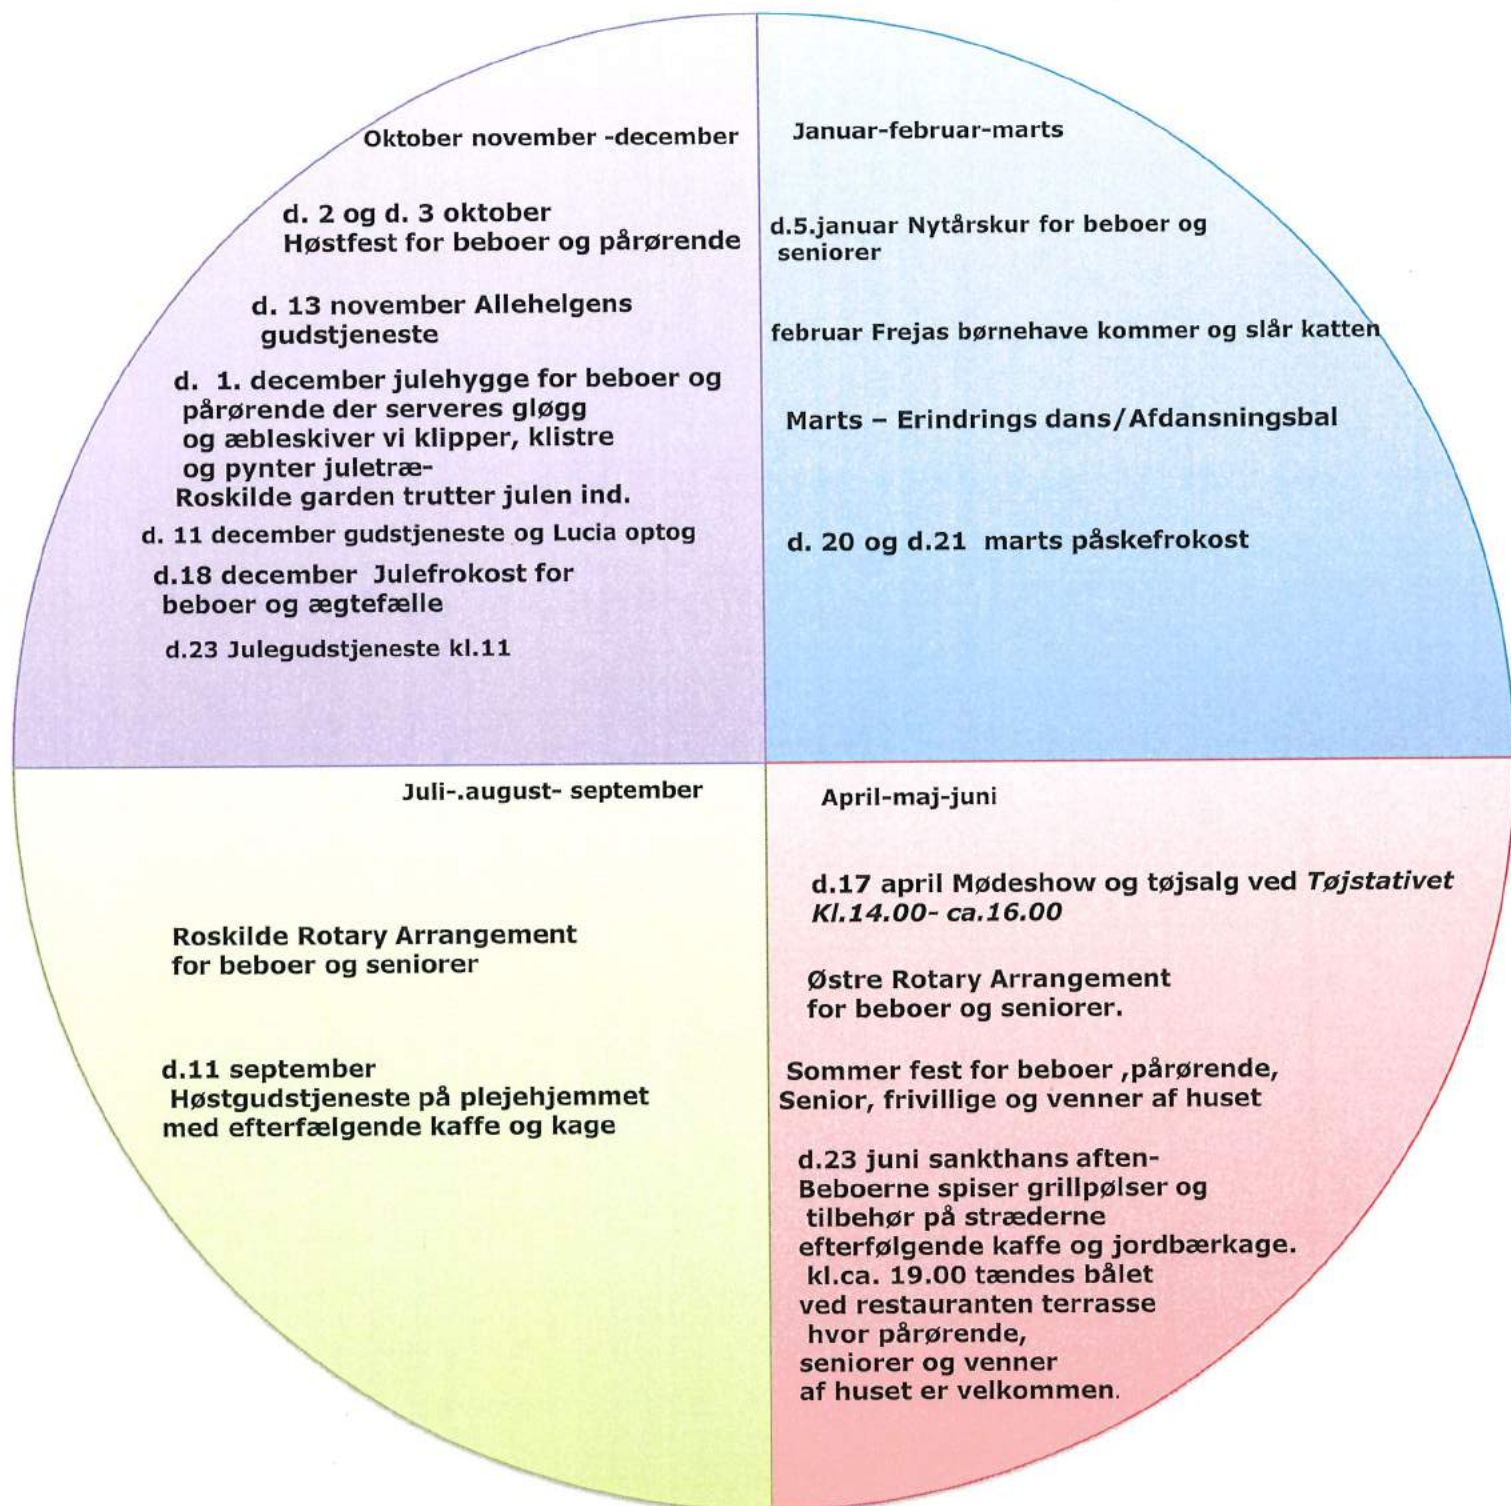 Oktober november -december
d. 2 og d. 3 oktober
Høstfest for beboer og pårørende
d. 13 november Allehelgens
gudstjeneste
d. 1. december julehygge for beboer og
pårørende der serveres gløgg
og æbleskiver vi klipper, klistre
og pynter juletræ-
Roskilde garden trutter julen ind.
d. 11 december gudstjeneste og Lucia optog
d.18 december Julefrokost for
beboer og ægtefælle
d.23 Julegudstjeneste kl.11
Januar-februar-marts
d.5.januar Nytårskur for beboer og
seniorer
februar Frejas børnehave kommer og slår katten
Marts – Erindrings dans/Afdansningsbal
d. 20 og d.21 marts påskefrokost
Juli-.august- september
Roskilde Rotary Arrangement
for beboer og seniorer
d.11 september
Høstgudstjeneste på plejehjemmet
med efterfælgende kaffe og kage
April-maj-juni
d.17 april Mødeshow og tøjsalg ved Tøjstativet
Kl.14.00- ca.16.00
Østre Rotary Arrangement
for beboer og seniorer.
Sommer fest for beboer ,pårørende,
Senior, frivillige og venner af huset
d.23 juni sankthans aften-
Beboerne spiser grillpølser og
tilbehør på stræderne
efterfølgende kaffe og jordbærkage.
kl.ca. 19.00 tændes bålet
ved restauranten terrasse
hvor pårørende,
seniorer og venner
af huset er velkommen.